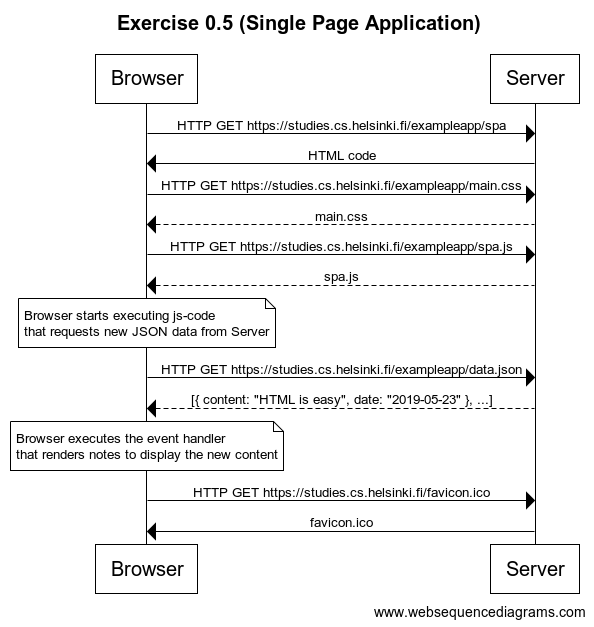 Exercise 0.5 (Single Page Application)
Browser
Server
HTTP GET https://studies.cs.helsinki.fi/exampleapp/spa
HTML code
HTTP GET https://studies.cs.helsinki.fi/exampleapp/main.css
main.css
HTTP GET https://studies.cs.helsinki.fi/exampleapp/spa.js
spa.js
Browser starts executing js-code
that requests new JSON data from Server
HTTP GET https://studies.cs.helsinki.fi/exampleapp/data.json
[{ content: "HTML is easy", date: "2019-05-23" }, ...]
Browser executes the event handler
that renders notes to display the new content
HTTP GET https://studies.cs.helsinki.fi/favicon.ico
favicon.ico
Browser
Server
www.websequencediagrams.com